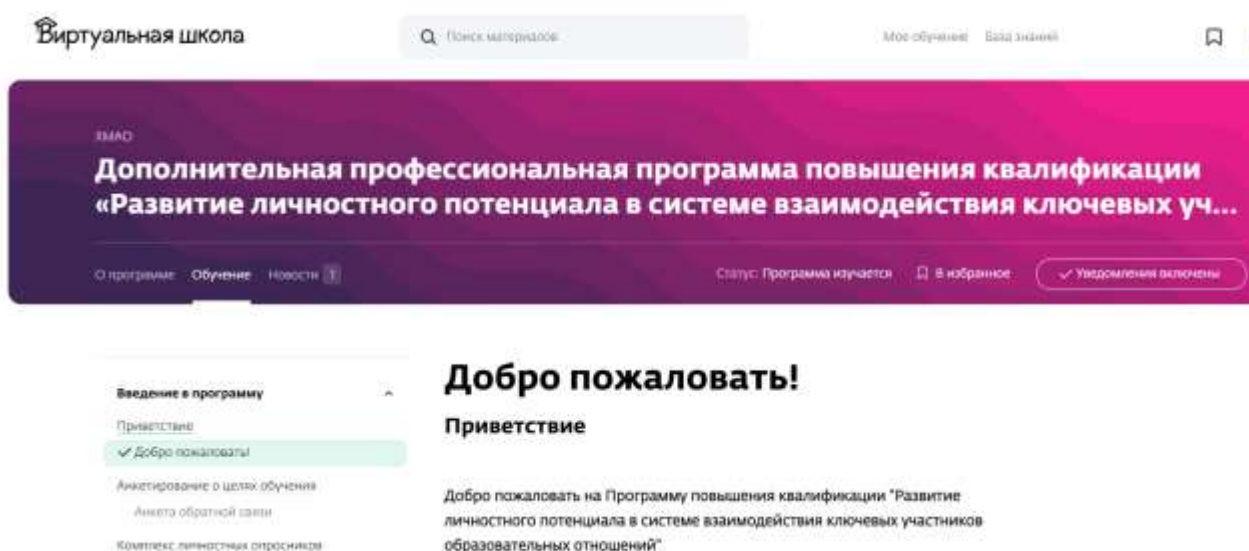 Виртуальная школа
Поиск материалов
Мое обучение База знаний
ХМАО
Дополнительная профессиональная программа повышения квалификации
«Развитие личностного потенциала в системе взаимодействия ключевых уч...
О программе Обучение Новости 1
Статус: Программа изучается В избранное Уведомления включены
Введение в программу
Приветствие
Добро пожаловать!
Анкетирование о целях обучения
Анкета обратной связи
Комплекс личностных опросников
Добро пожаловать!
Приветствие
Добро пожаловать на Программу повышения квалификации "Развитие
личностного потенциала в системе взаимодействия ключевых участников
образовательных отношений"